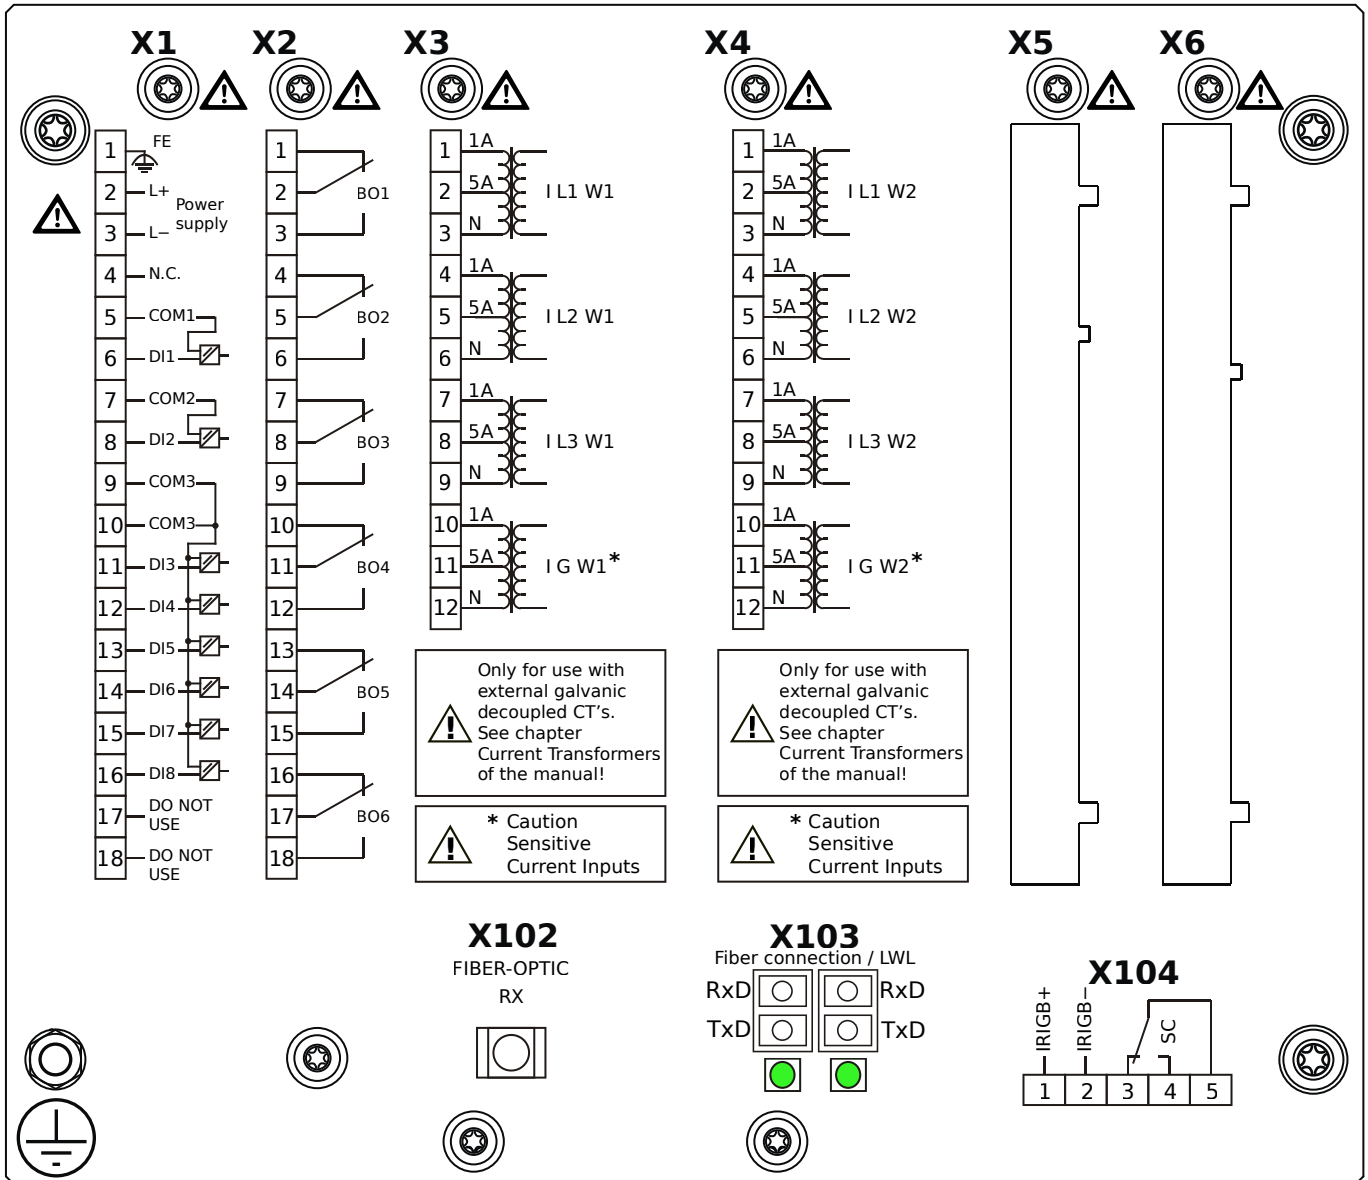 X1
X2
X3
X4
X5
X6
1 FE
2 L+
Power
supply
3 L−
4 N.C.
5 COM1
6 DI1
7 COM2
8 DI2
9 COM3
10 COM3
11 DI3
12 DI4
13 DI5
14 DI6
15 DI7
16 DI8
17 DO NOT
USE
18 DO NOT
USE
1
2 BO1
3
4
5 BO2
6
7
8 BO3
9
10
11 BO4
12
13
14 BO5
15
16
17 BO6
18
1 1A
2 5A I L1 W1
3 N
4 1A
5 5A I L2 W1
6 N
7 1A
8 5A I L3 W1
9 N
10 1A
11 5A I G W1*
12 N
Only for use with
external galvanic
decoupled CT's.
See chapter
Current Transformers
of the manual!
* Caution
Sensitive
Current Inputs
1 1A
2 5A I L1 W2
3 N
4 1A
5 5A I L2 W2
6 N
7 1A
8 5A I L3 W2
9 N
10 1A
11 5A I G W2*
12 N
Only for use with
external galvanic
decoupled CT's.
See chapter
Current Transformers
of the manual!
* Caution
Sensitive
Current Inputs
X102
FIBER-OPTIC
RX
X103
Fiber connection / LWL
RxD RxD
TxD TxD
X104
IRIGB+
IRIGB−
SC
1 2 3 4 5